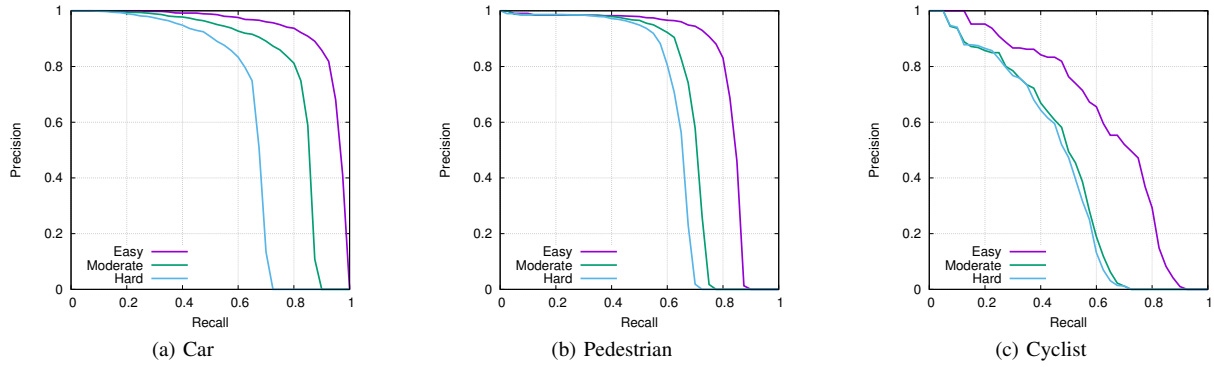 1
0.8
0.6
0.4
0.2
0
Precision
Easy
Moderate
Hard
0 0.2 0.4 0.6 0.8 1
Recall
(a) Car
1
0.8
0.6
0.4
0.2
0
Precision
Easy
Moderate
Hard
0 0.2 0.4 0.6 0.8 1
Recall
(b) Pedestrian
1
0.8
0.6
0.4
0.2
0
Precision
Easy
Moderate
Hard
0 0.2 0.4 0.6 0.8 1
Recall
(c) Cyclist